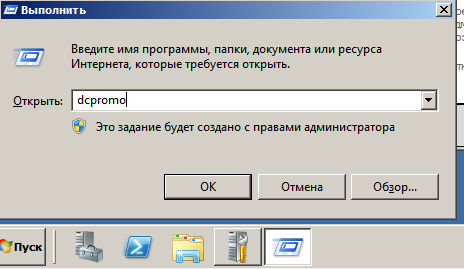 Выполнить
Введите имя программы, папки, документа или ресурса
Интернета, которые требуется открыть.
Открыть: dcpromo
Это задание будет создано с правами администратора
ОК Отмена Обзор...
Пуск